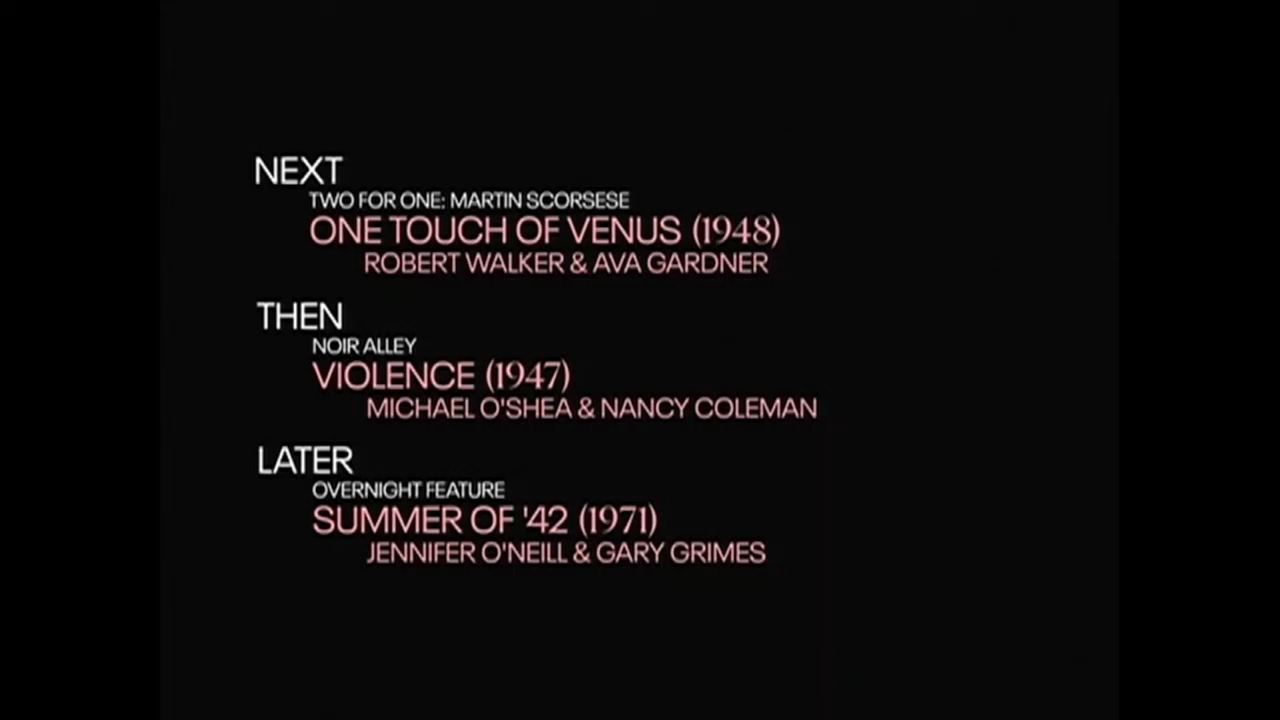 NEXT
TWO FOR ONE: MARTIN SCORSESE
ONE TOUCH OF VENUS (1948)
ROBERT WALKER & AVA GARDNER
THEN
NOIR ALLEY
VIOLENCE (1947)
MICHAEL O'SHEA & NANCY COLEMAN
LATER
OVERNIGHT FEATURE
SUMMER OF '42 (1971)
JENNIFER O'NEILL & GARY GRIMES